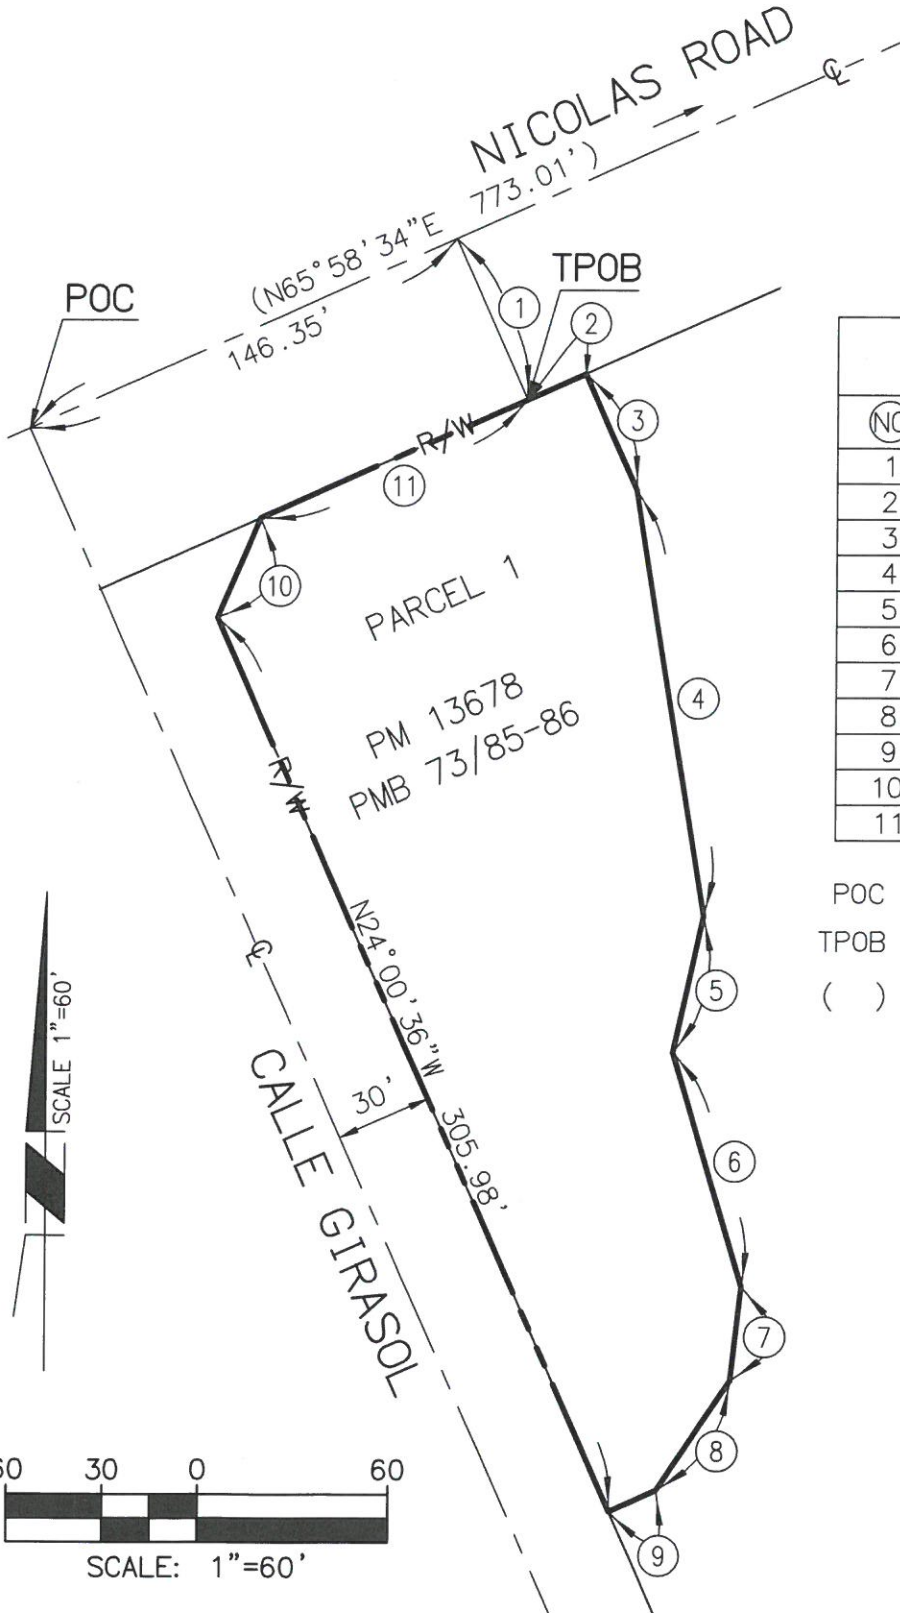 NICOLAS ROAD
℄
(N65°58'34"E 773.01')
146.35'
POC
TPOB
1
2
3
R/W
11
10
PARCEL 1
PM 13678
PMB 73/85-86
4
R/W
N24°00'36"W 305.98'
℄
5
30'
CALLE GIRASOL
6
7
8
9
N
SCALE 1"=60'
60 30 0 60
SCALE: 1"=60'
NO
1
2
3
4
5
6
7
8
9
10
11
POC
TPOB
( )